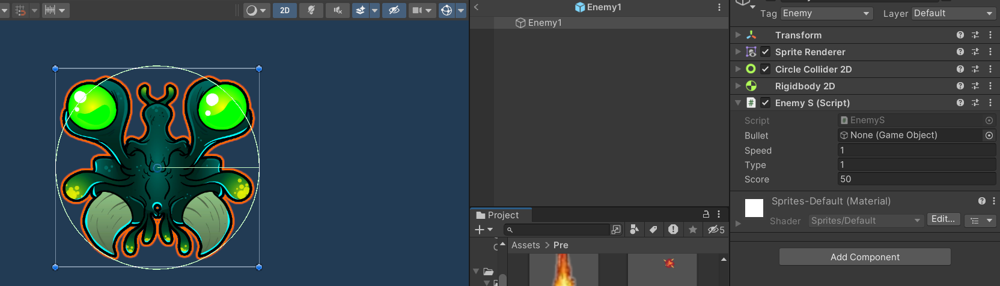 2D
Enemy1
Enemy1
Project
5
Assets > Pre
Tag Enemy Layer Default
Transform
Sprite Renderer
Circle Collider 2D
Rigidbody 2D
Enemy S (Script)
Script EnemyS
Bullet None (Game Object)
Speed 1
Type 1
Score 50
Sprites-Default (Material)
Shader Sprites/Default Edit...
Add Component